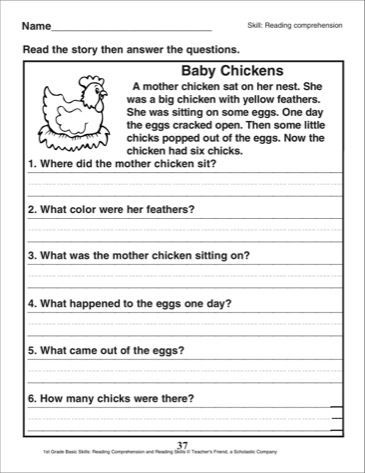 Name
Skill: Reading comprehension
Read the story then answer the questions.
Baby Chickens
A mother chicken sat on her nest. She
was a big chicken with yellow feathers.
She was sitting on some eggs. One day
the eggs cracked open. Then some little
chicks popped out of the eggs. Now the
chicken had six chicks.
1. Where did the mother chicken sit?
2. What color were her feathers?
3. What was the mother chicken sitting on?
4. What happened to the eggs one day?
5. What came out of the eggs?
6. How many chicks were there?
37
1st Grade Basic Skills: Reading Comprehension and Reading Skills © Teacher's Friend, a Scholastic Company